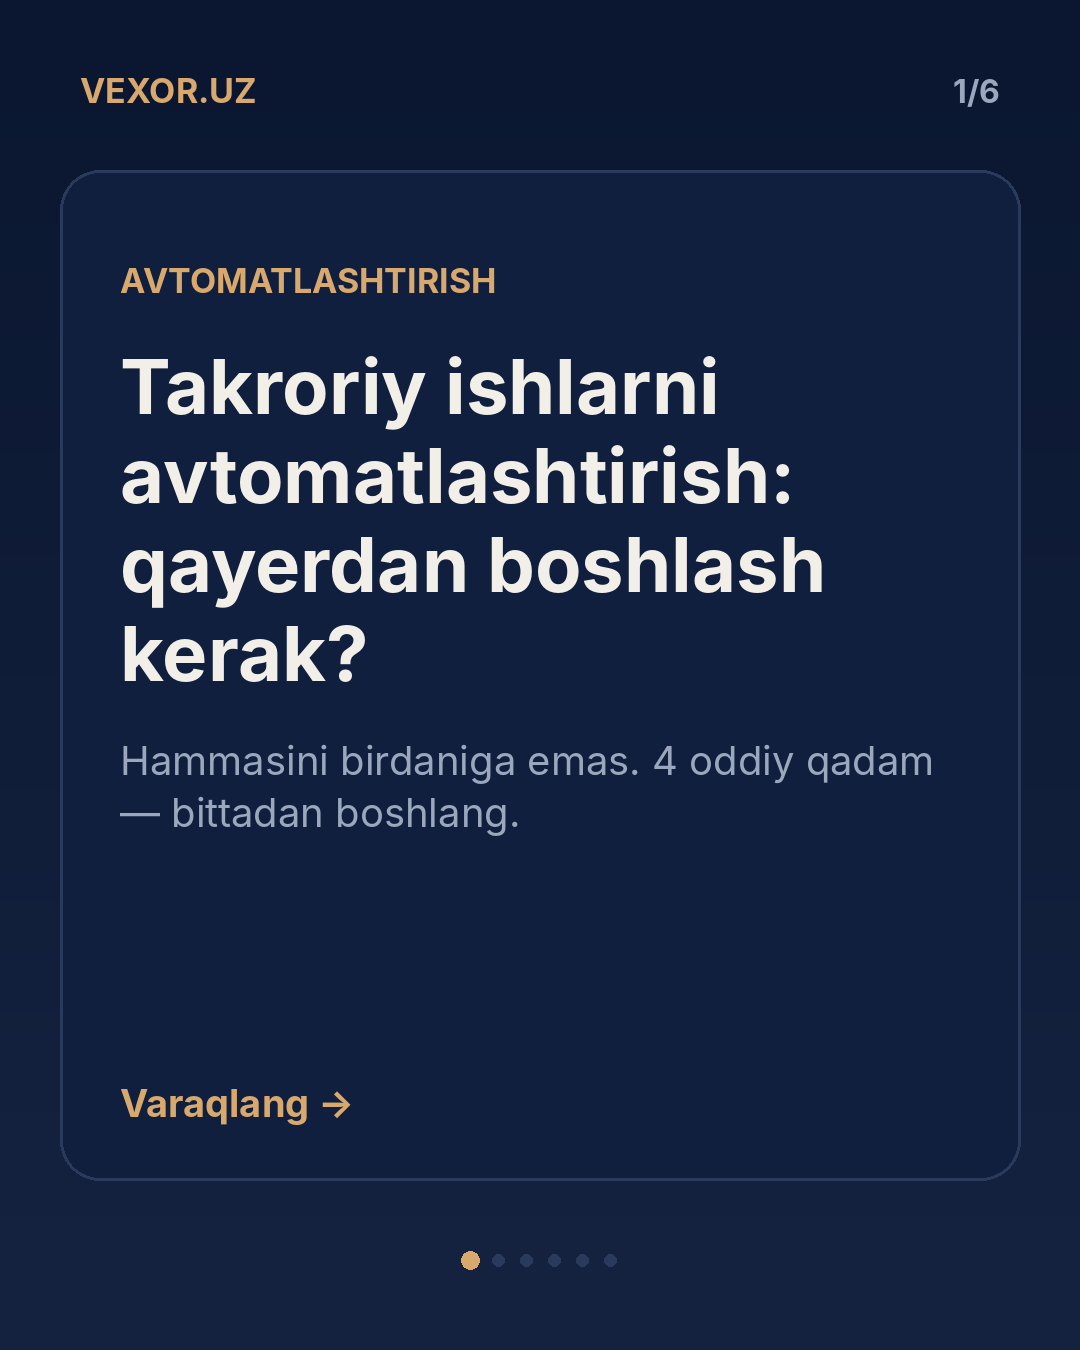 VEXOR.UZ
1/6
AVTOMATLASHTIRISH
Takroriy ishlarni
avtomatlashtirish:
qayerdan boshlash
kerak?
Hammasini birdaniga emas. 4 oddiy qadam
— bittadan boshlang.
Varaqlang →